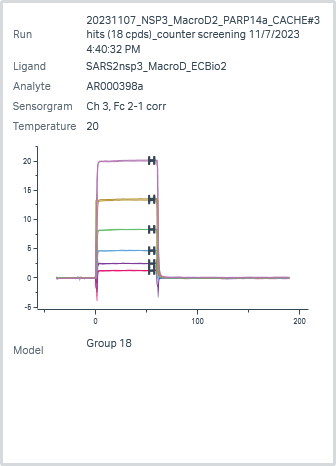 Run
20231107_NSP3_MacroD2_PARP14a_CACHE#3
hits (18 cpds)_counter screening 11/7/2023
4:40:32 PM
Ligand SARS2nsp3_MacroD_ECBio2
Analyte AR000398a
Sensorgram Ch 3, Fc 2-1 corr
Temperature 20
20
15
10
5
0
-5
0 100 200
Model Group 18